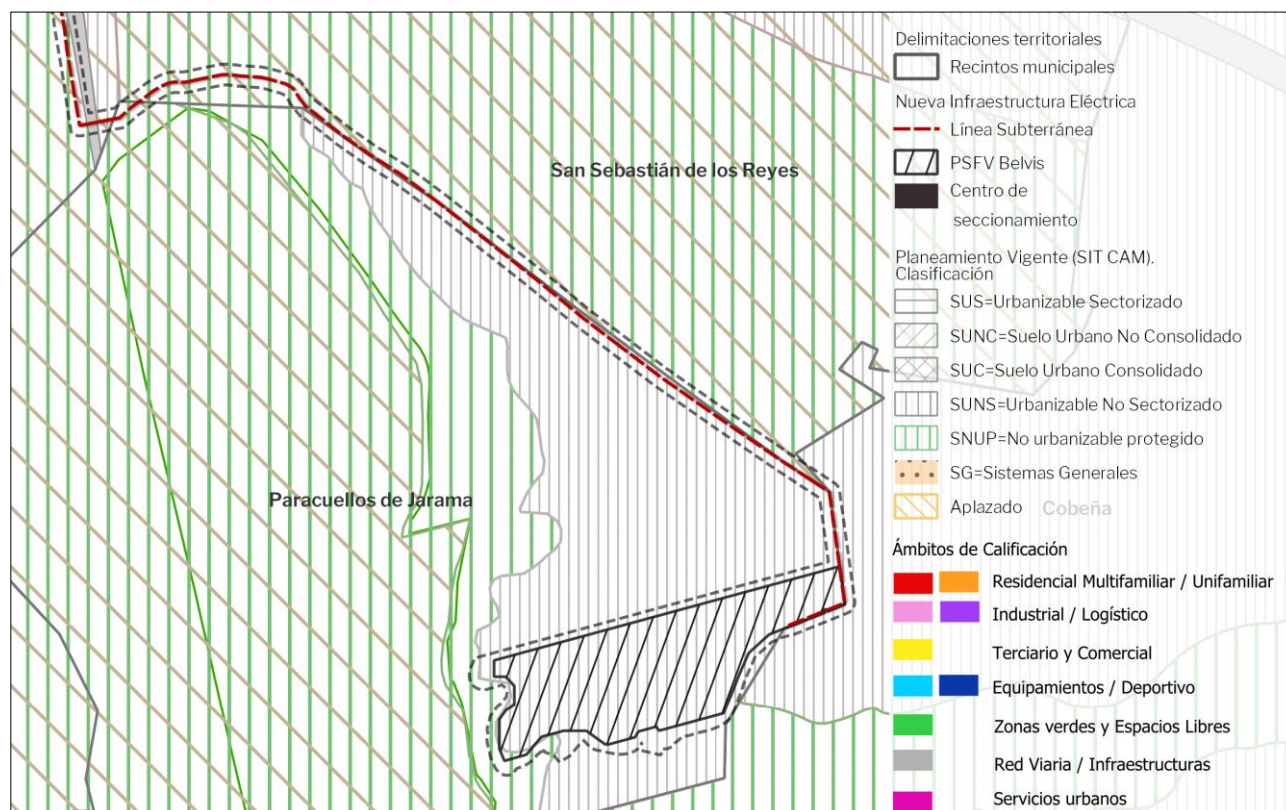 Delimitaciones territoriales
Recintos municipales
Nueva Infraestructura Eléctrica
Línea Subterránea
PSFV Belvis
Centro de
seccionamiento
Planeamiento Vigente (SIT CAM).
Clasificación
SUS=Urbanizable Sectorizado
SUNC=Suelo Urbano No Consolidado
SUC=Suelo Urbano Consolidado
SUNS=Urbanizable No Sectorizado
SNUP=No urbanizable protegido
SG=Sistemas Generales
Aplazado
Cobeña
Ámbitos de Calificación
Residencial Multifamiliar / Unifamiliar
Industrial / Logístico
Terciario y Comercial
Equipamientos / Deportivo
Zonas verdes y Espacios Libres
Red Viaria / Infraestructuras
Servicios urbanos
San Sebastián de los Reyes
Paracuellos de Jarama